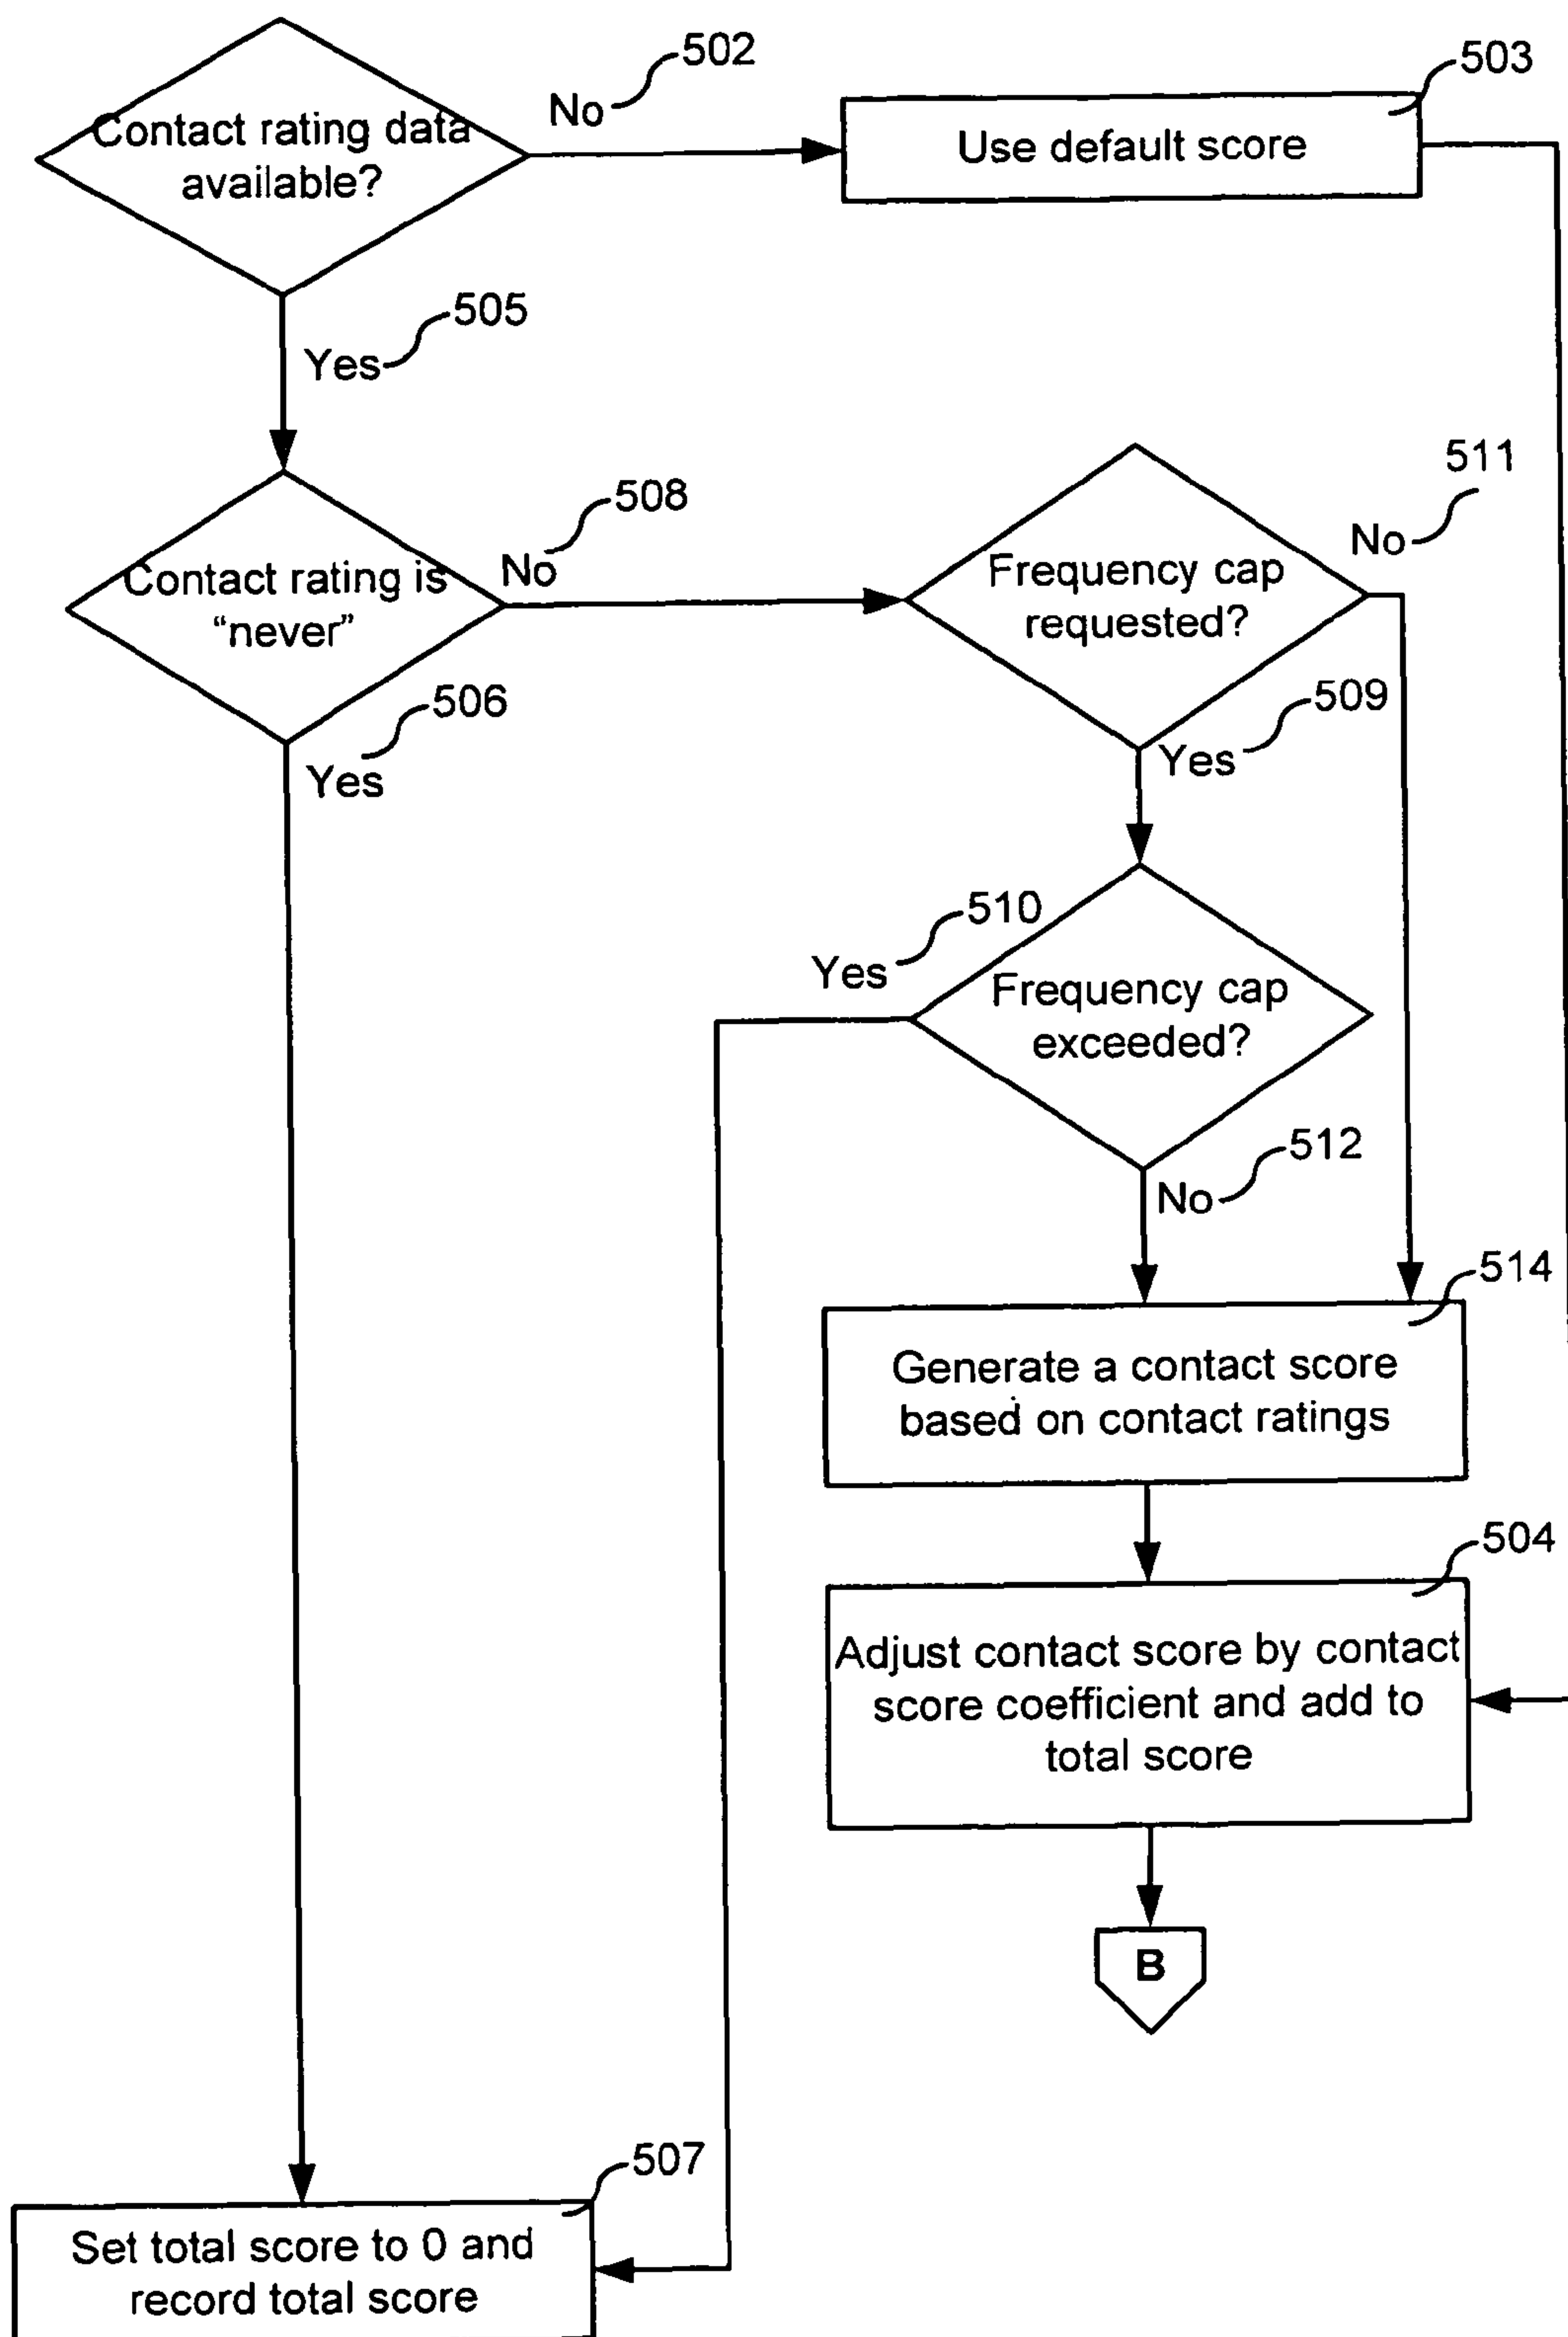 502
503
No
Contact rating data
available?
Use default score
505
Yes
511
508
No
No
Contact rating is
“never”
Frequency cap
requested?
506
509
Yes
Yes
510
Yes
Frequency cap
exceeded?
512
No
514
Generate a contact score
based on contact ratings
504
Adjust contact score by contact
score coefficient and add to
total score
B
507
Set total score to 0 and
record total score